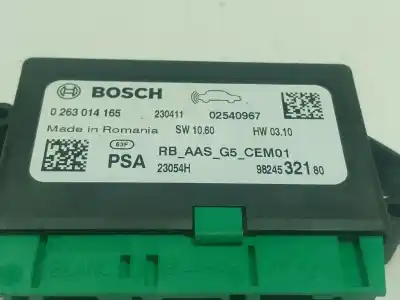 BOSCH
0 263 014 165 230411 02540967
Made in Romania SW 10.60 HW 03.10
63F
PSA RB_AAS_G5_CEM01
23054H 98245 321 80